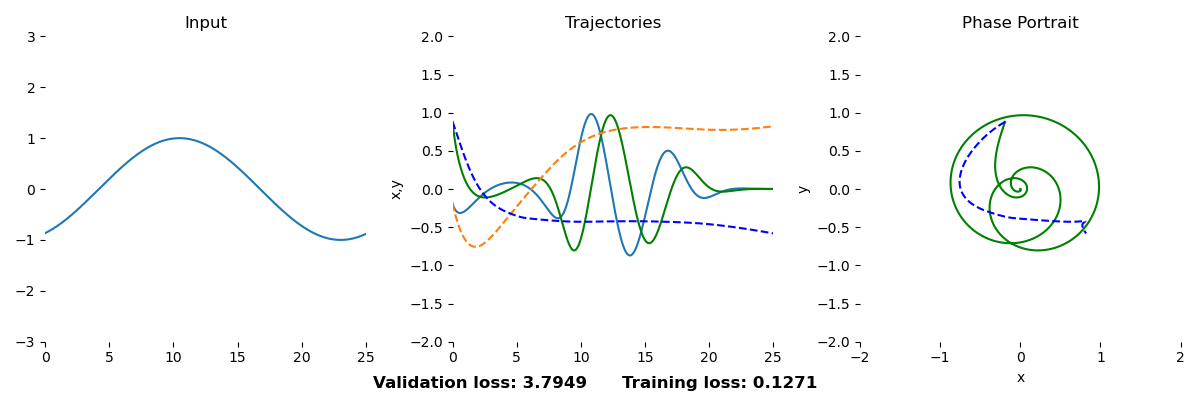 Input
3
2
1
0
−1
−2
−3
0 5 10 15 20 25
Trajectories
x,y
2.0
1.5
1.0
0.5
0.0
−0.5
−1.0
−1.5
−2.0
0 5 10 15 20 25
Phase Portrait
y
2.0
1.5
1.0
0.5
0.0
−0.5
−1.0
−1.5
−2.0
−2 −1 0 1 2
x
Validation loss: 3.7949 Training loss: 0.1271